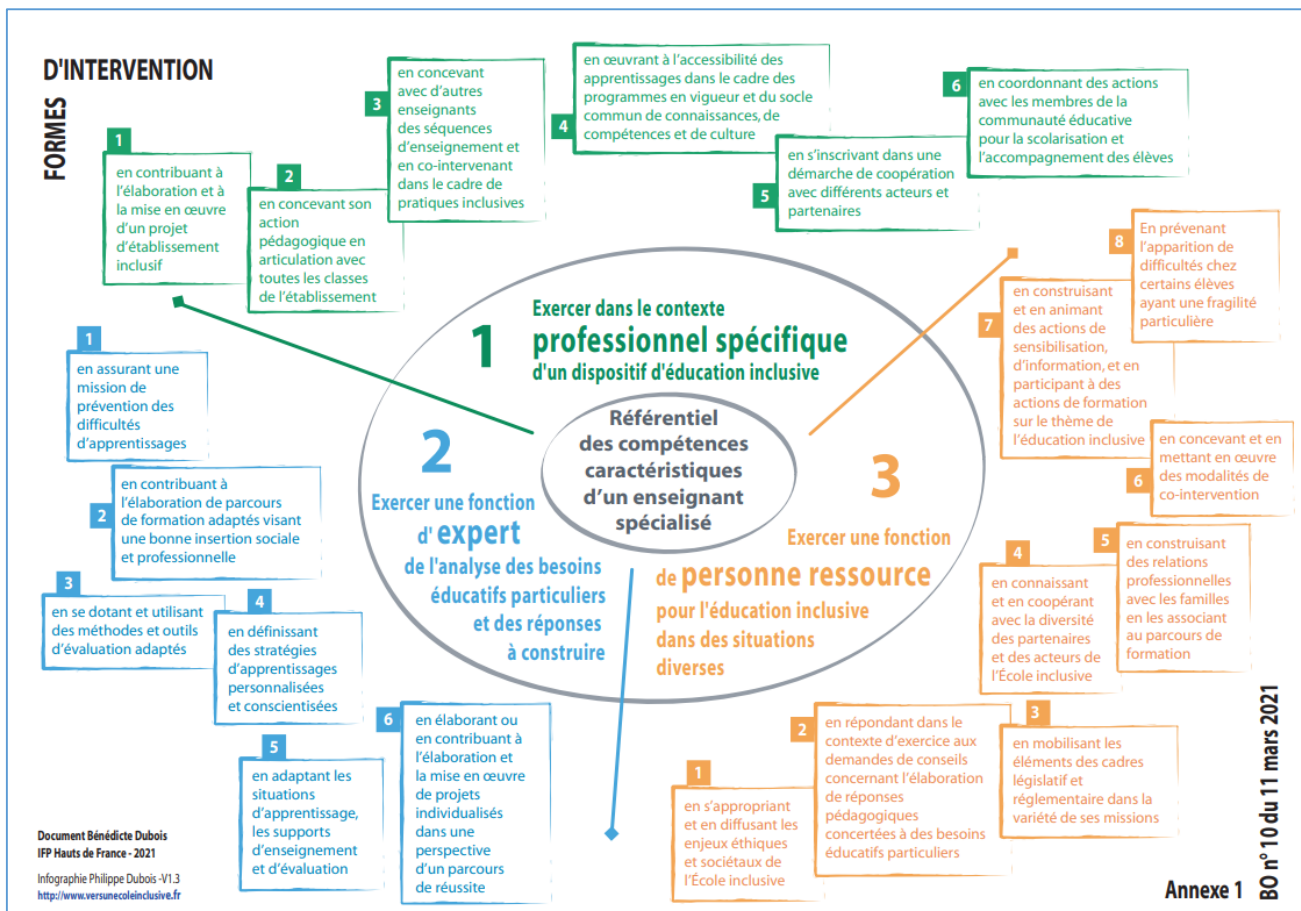 FORMES
D'INTERVENTION
1
en contribuant à
l'élaboration et à
la mise en œuvre
d'un projet
d'établissement
inclusif
2
en concevant son
action
pédagogique en
articulation avec
toutes les classes
de l'établissement
3
en concevant
avec d'autres
enseignants
des séquences
d'enseignement et
en co-intervenant
dans le cadre de
pratiques inclusives
4
en œuvrant à l'accessibilité des
apprentissages dans le cadre des
programmes en vigueur et du socle
commun de connaissances, de
compétences et de culture
5
en s'inscrivant dans une
démarche de coopération
avec différents acteurs et
partenaires
6
en coordonnant des actions
avec les membres de la
communauté éducative
pour la scolarisation et
l'accompagnement des élèves
1
Exercer dans le contexte
professionnel spécifique
d'un dispositif d'éducation inclusive
Référentiel
des compétences
caractéristiques
d'un enseignant
spécialisé
2
Exercer une fonction
d' expert
de l'analyse des besoins
éducatifs particuliers
et des réponses
à construire
3
Exercer une fonction
de personne ressource
pour l'éducation inclusive
dans des situations
diverses
1
en assurant une
mission de
prévention des
difficultés
d'apprentissages
2
en contribuant à
l'élaboration de parcours
de formation adaptés visant
une bonne insertion sociale
et professionnelle
3
en se dotant et utilisant
des méthodes et outils
d'évaluation adaptés
4
en définissant
des stratégies
d'apprentissages
personnalisées
et conscientisées
5
en adaptant les
situations
d'apprentissage,
les supports
d'enseignement
et d'évaluation
6
en élaborant ou
en contribuant à
l'élaboration et
la mise en œuvre
de projets
individualisés
dans une
perspective
d'un parcours
de réussite
1
en s'appropriant
et en diffusant les
enjeux éthiques
et sociétaux de
l'École inclusive
2
en répondant dans le
contexte d'exercice aux
demandes de conseils
concernant l'élaboration
de réponses
pédagogiques
concertées à des besoins
éducatifs particuliers
3
en mobilisant les
éléments des cadres
législatif et
réglementaire dans la
variété de ses missions
4
en connaissant
et en coopérant
avec la diversité
des partenaires
et des acteurs de
l'École inclusive
5
en construisant
des relations
professionnelles
avec les familles
en les associant
au parcours de
formation
6
en concevant et en
mettant en œuvre
des modalités de
co-intervention
7
en construisant
et en animant
des actions de
sensibilisation,
d'information, et en
participant à des
actions de formation
sur le thème de
l'éducation inclusive
8
En prévenant
l'apparition de
difficultés chez
certains élèves
ayant une fragilité
particulière
Document Bénédicte Dubois
IFP Hauts de France - 2021
Infographie Philippe Dubois -V1.3
http://www.versunecoleinclusive.fr
Annexe 1
BO n° 10 du 11 mars 2021